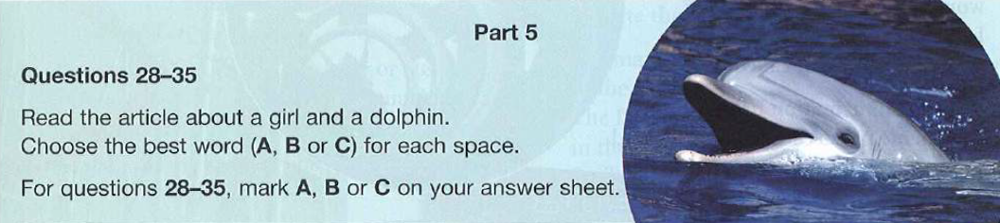 Part 5
Questions 28–35
Read the article about a girl and a dolphin.
Choose the best word (A, B or C) for each space.
For questions 28–35, mark A, B or C on your answer sheet.